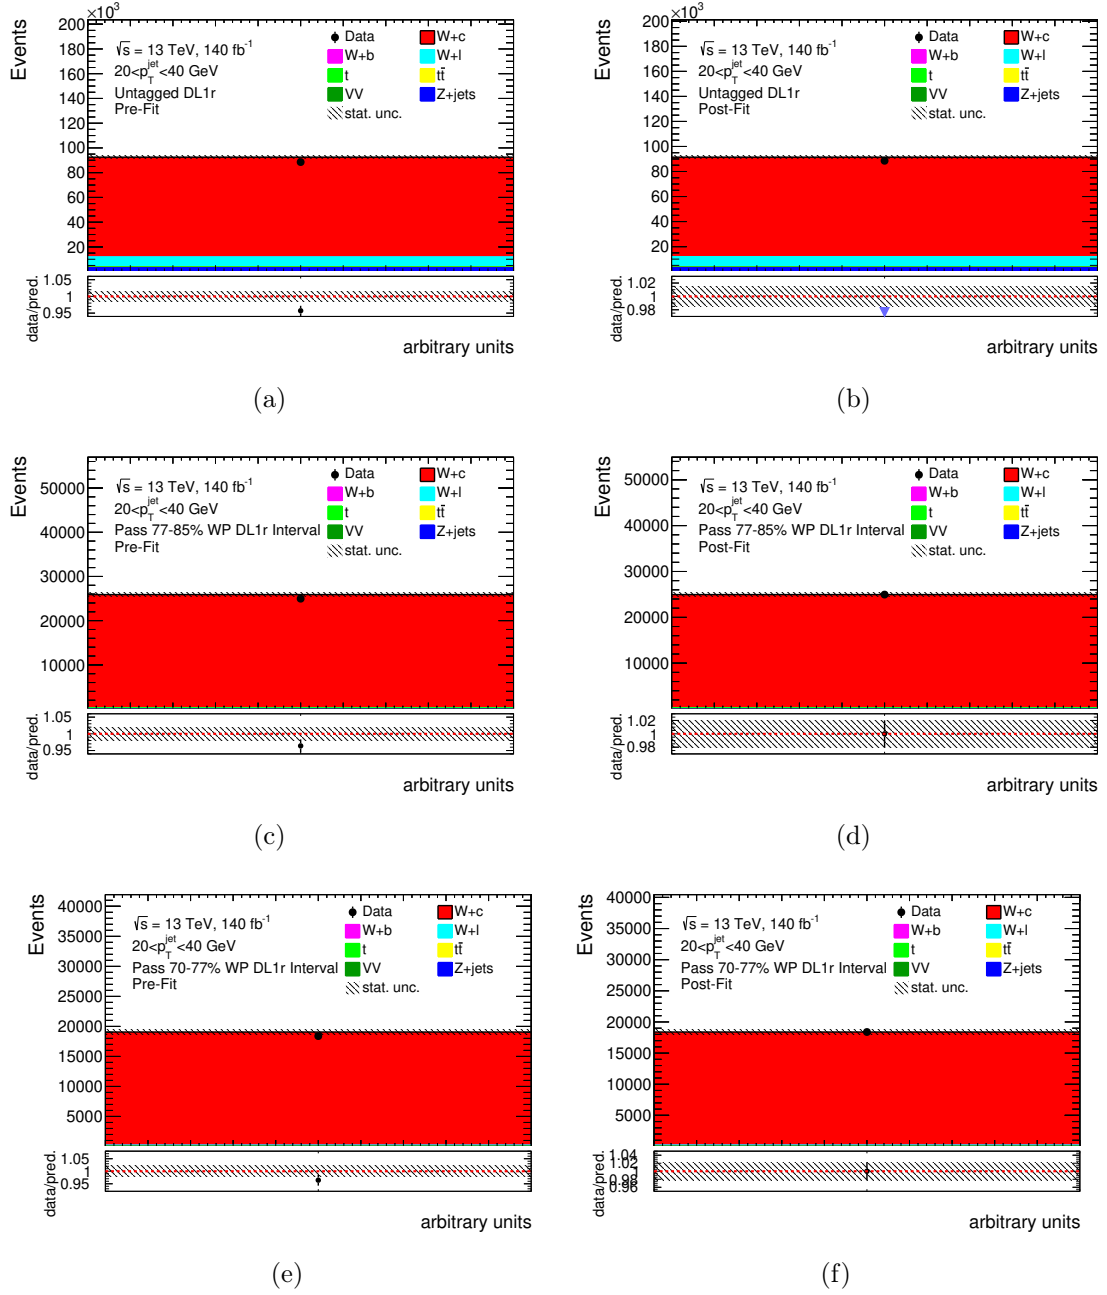 ×10³
Events
200
180
160
140
120
100
80
60
40
20
√s = 13 TeV, 140 fb⁻¹
20<p_T^jet<40 GeV
Untagged DL1r
Pre-Fit
Data
W+b
t
VV
stat. unc.
W+c
W+l
tt̄
Z+jets
data/pred.
1.05
1
0.95
arbitrary units
(a)
×10³
Events
200
180
160
140
120
100
80
60
40
20
√s = 13 TeV, 140 fb⁻¹
20<p_T^jet<40 GeV
Untagged DL1r
Post-Fit
Data
W+b
t
VV
stat. unc.
W+c
W+l
tt̄
Z+jets
data/pred.
1.02
1
0.98
arbitrary units
(b)
Events
50000
40000
30000
20000
10000
√s = 13 TeV, 140 fb⁻¹
20<p_T^jet<40 GeV
Pass 77-85% WP DL1r Interval
Pre-Fit
Data
W+b
t
VV
stat. unc.
W+c
W+l
tt̄
Z+jets
data/pred.
1.05
1
0.95
arbitrary units
(c)
Events
50000
40000
30000
20000
10000
√s = 13 TeV, 140 fb⁻¹
20<p_T^jet<40 GeV
Pass 77-85% WP DL1r Interval
Post-Fit
Data
W+b
t
VV
stat. unc.
W+c
W+l
tt̄
Z+jets
data/pred.
1.02
1
0.98
arbitrary units
(d)
Events
40000
35000
30000
25000
20000
15000
10000
5000
√s = 13 TeV, 140 fb⁻¹
20<p_T^jet<40 GeV
Pass 70-77% WP DL1r Interval
Pre-Fit
Data
W+b
t
VV
stat. unc.
W+c
W+l
tt̄
Z+jets
data/pred.
1.05
1
0.95
arbitrary units
(e)
Events
40000
35000
30000
25000
20000
15000
10000
5000
√s = 13 TeV, 140 fb⁻¹
20<p_T^jet<40 GeV
Pass 70-77% WP DL1r Interval
Post-Fit
Data
W+b
t
VV
stat. unc.
W+c
W+l
tt̄
Z+jets
data/pred.
1.04
1.02
1
0.98
0.96
arbitrary units
(f)